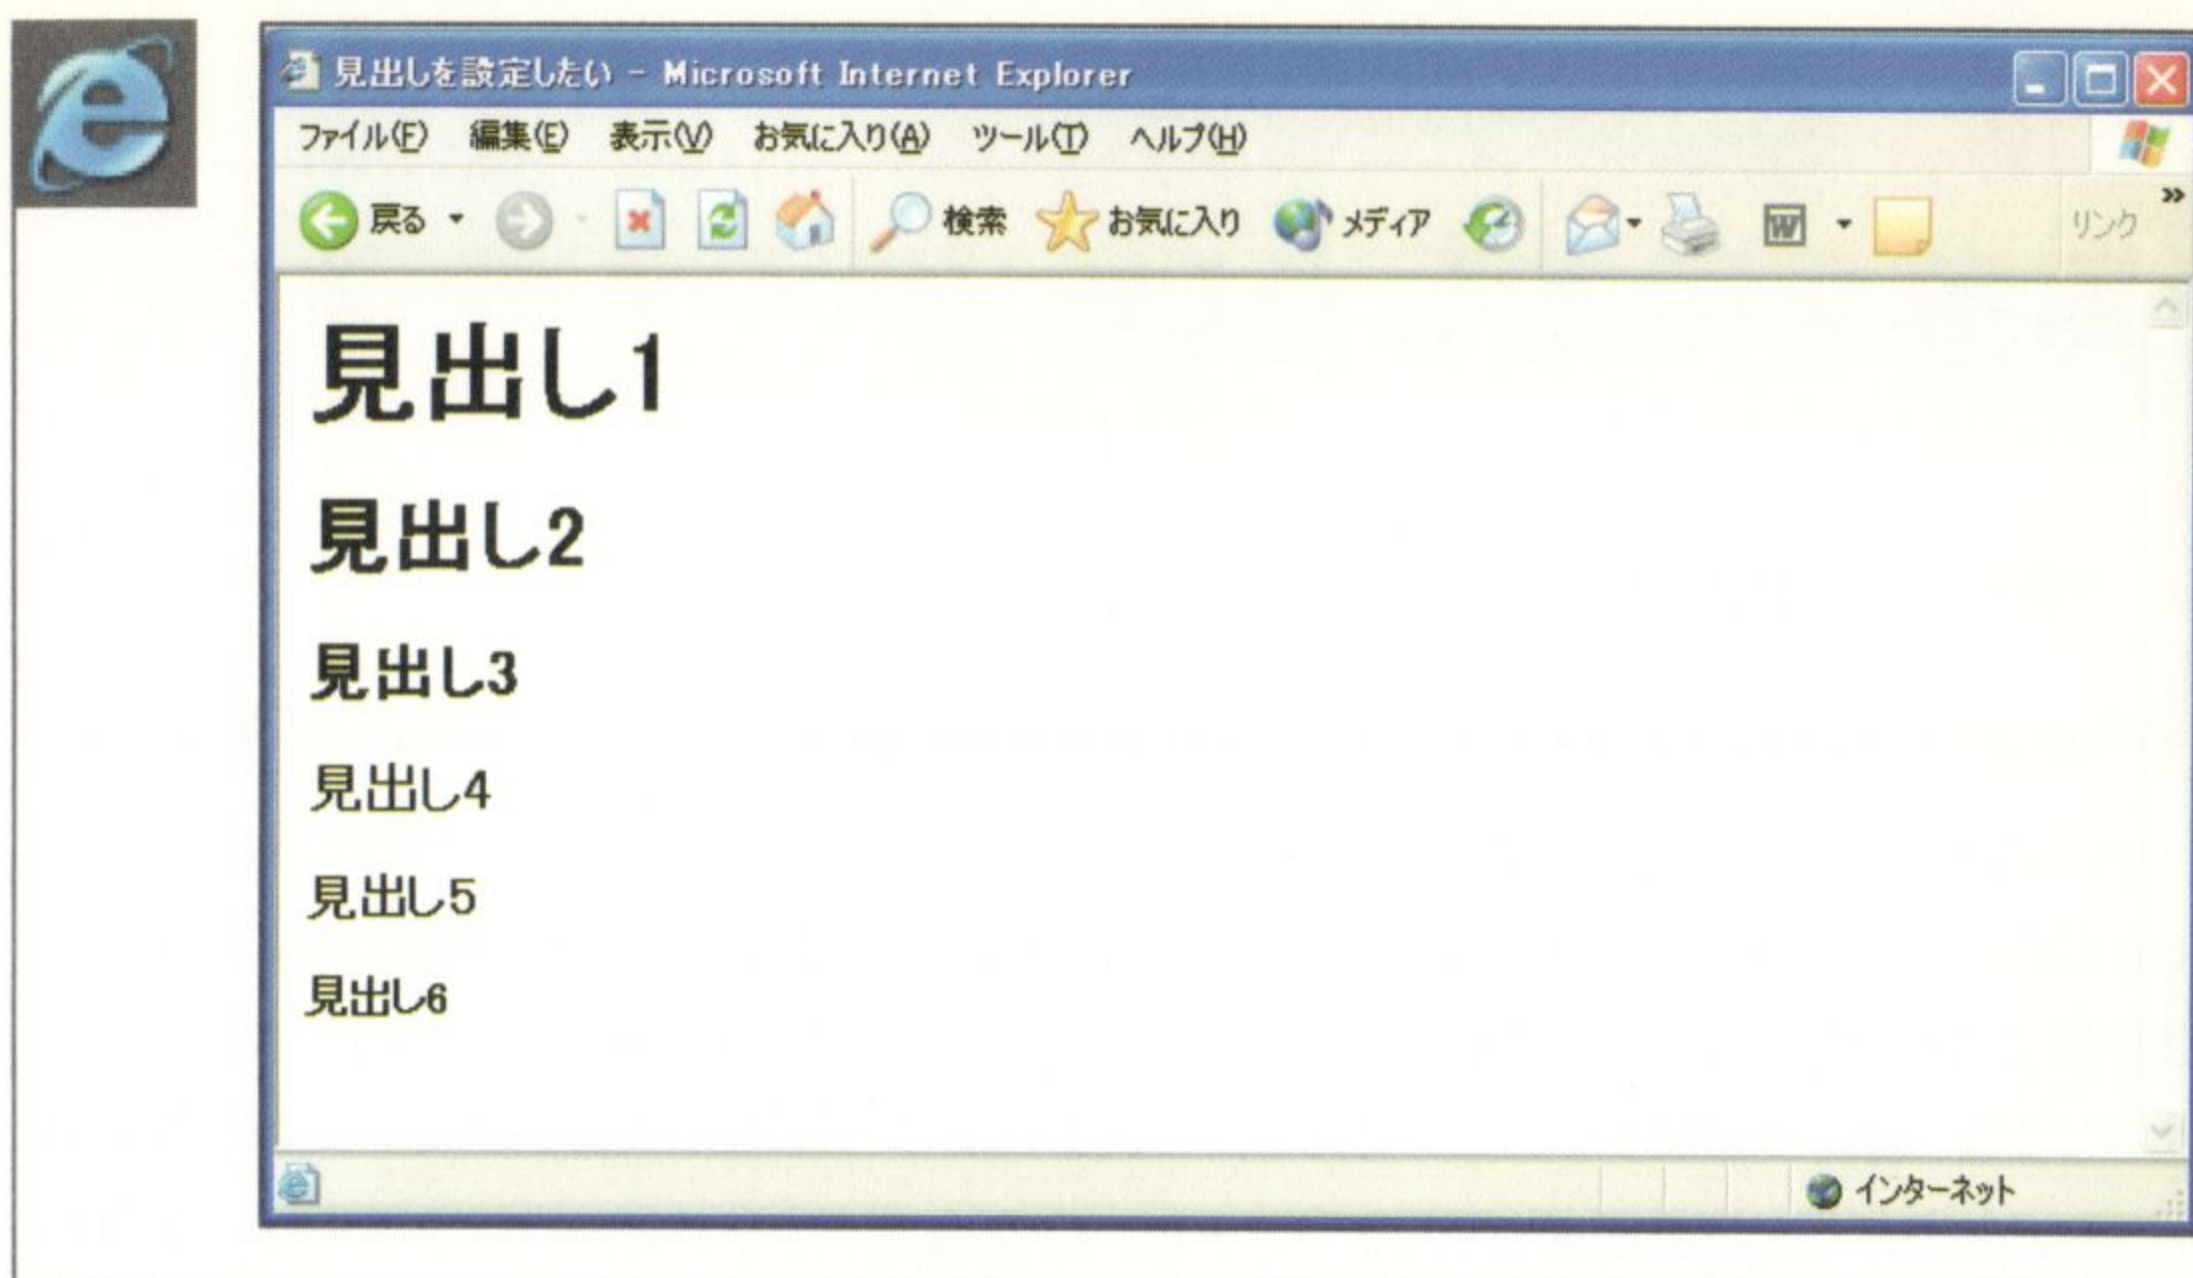 見出しを設定したい - Microsoft Internet Explorer
ファイル(F) 編集(E) 表示(V) お気に入り(A) ツール(T) ヘルプ(H)
戻る 検索 お気に入り メディア リンク »
見出し1
見出し2
見出し3
見出し4
見出し5
見出し6
インターネット